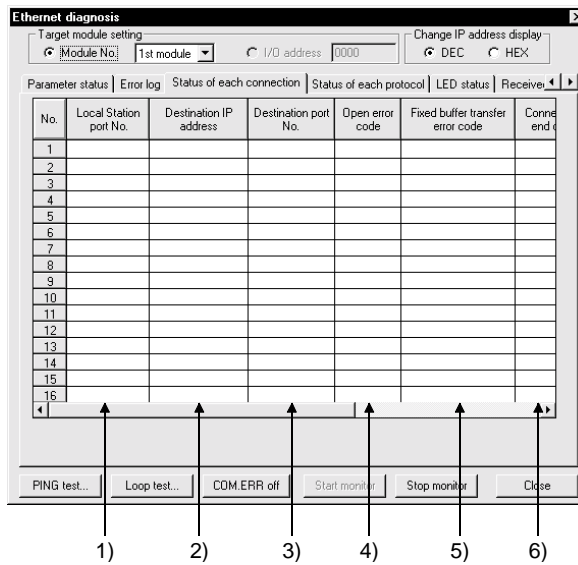 Ethernet diagnosis
Target module setting
Module No. 1st module I/O address 0000
Change IP address display
DEC HEX
Parameter status Error log Status of each connection Status of each protocol LED status
No. Local Station port No. Destination IP address Destination port No. Open error code Fixed buffer transfer error code
1
2
3
4
5
6
7
8
9
10
11
12
13
14
15
16
PING test... Loop test... COM.ERR off Start monitor Stop monitor Close
1) 2) 3) 4) 5) 6)